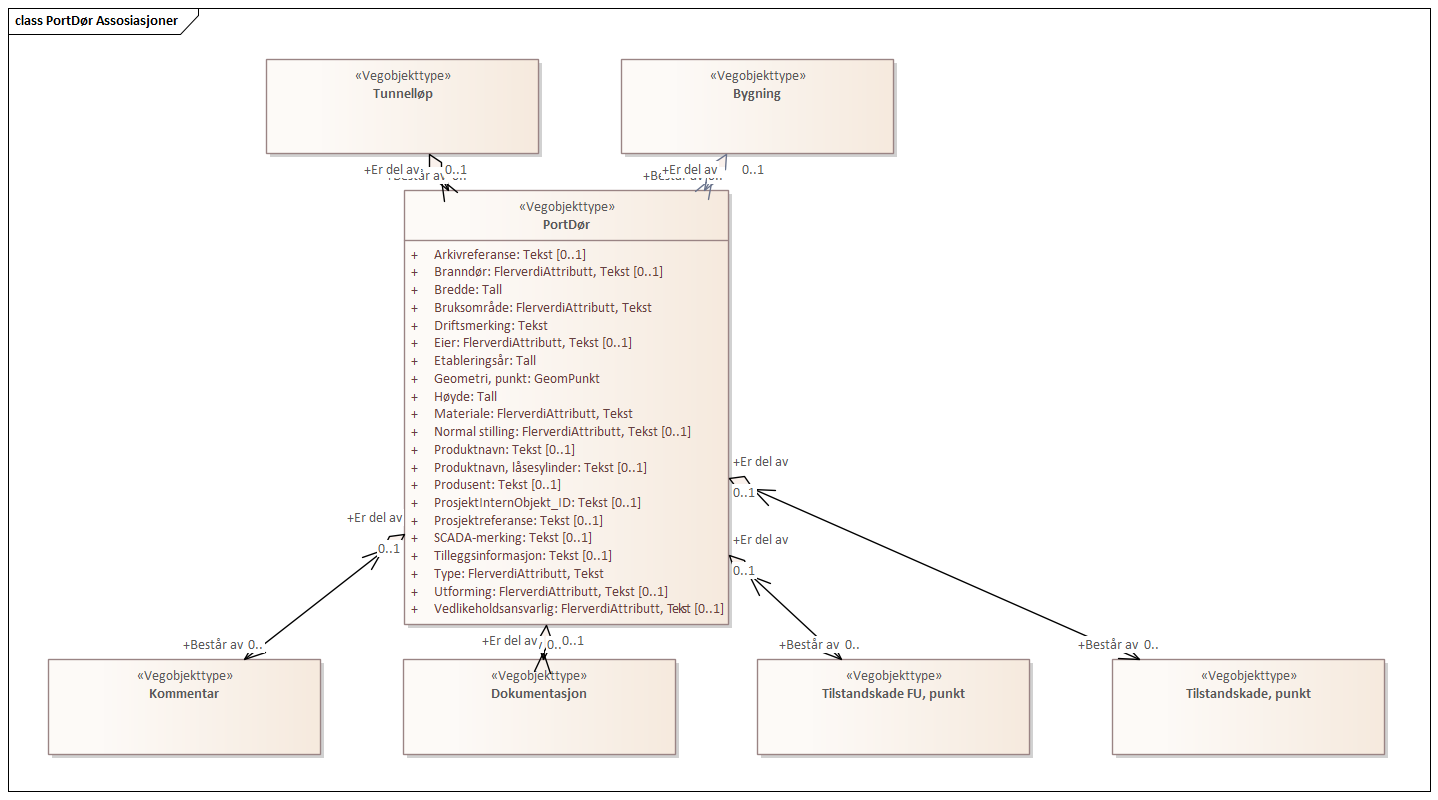 class PortDør Assosiasjoner
«Vegobjekttype»
Tunnelløp
«Vegobjekttype»
Bygning
+Er del av
0..1
+Består av 0..
+Er del av
0..1
+Består av
«Vegobjekttype»
PortDør
+ Arkivreferanse: Tekst [0..1]
+ Branndør: FlerverdiAttributt, Tekst [0..1]
+ Bredde: Tall
+ Bruksområde: FlerverdiAttributt, Tekst
+ Driftsmerking: Tekst
+ Eier: FlerverdiAttributt, Tekst [0..1]
+ Etableringsår: Tall
+ Geometri, punkt: GeomPunkt
+ Høyde: Tall
+ Materiale: FlerverdiAttributt, Tekst
+ Normal stilling: FlerverdiAttributt, Tekst [0..1]
+ Produktnavn: Tekst [0..1]
+ Produktnavn, låsesylinder: Tekst [0..1]
+ Produsent: Tekst [0..1]
+ ProsjektInternObjekt_ID: Tekst [0..1]
+ Prosjektreferanse: Tekst [0..1]
+ SCADA-merking: Tekst [0..1]
+ Tilleggsinformasjon: Tekst [0..1]
+ Type: FlerverdiAttributt, Tekst
+ Utforming: FlerverdiAttributt, Tekst [0..1]
+ Vedlikeholdsansvarlig: FlerverdiAttributt, Tekst [0..1]
+Er del av
0..1
+Er del av
0..1
+Er del av
0..1
+Er del av
0..1
0..
+Består av 0..
+Består av 0..
+Består av 0..
«Vegobjekttype»
Kommentar
«Vegobjekttype»
Dokumentasjon
«Vegobjekttype»
Tilstandskade FU, punkt
«Vegobjekttype»
Tilstandskade, punkt